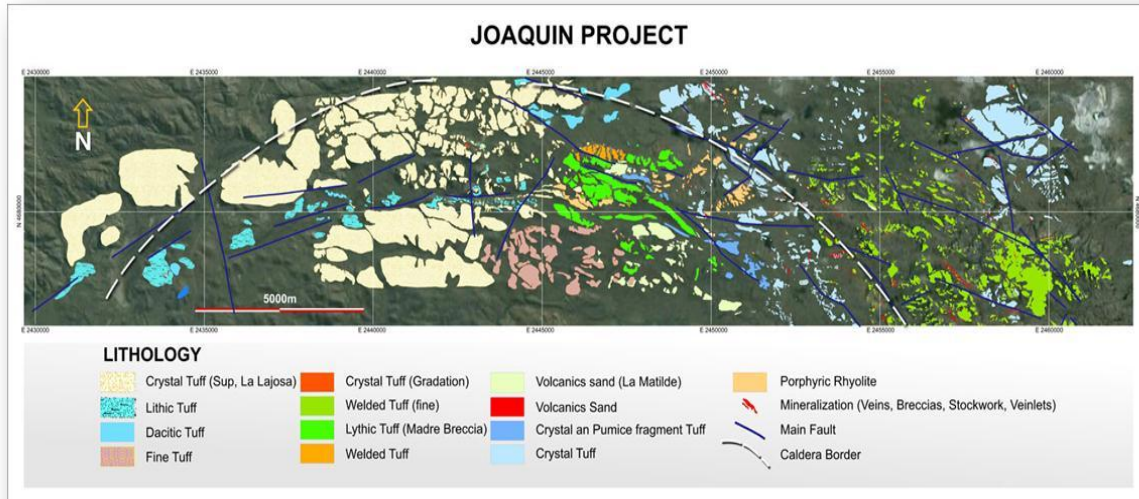 JOAQUIN PROJECT
E 2430000 E 2435000 E 2440000 E 2445000 E 2450000 E 2455000 E 2460000
N
N 4680000
5000m
E 2430000 E 2435000 E 2440000 E 2445000 E 2450000 E 2455000 E 2460000
LITHOLOGY
Crystal Tuff (Sup, La Lajosa)
Lithic Tuff
Dacitic Tuff
Fine Tuff
Crystal Tuff (Gradation)
Welded Tuff (fine)
Lythic Tuff (Madre Breccia)
Welded Tuff
Volcanics sand (La Matilde)
Volcanics Sand
Crystal an Pumice fragment Tuff
Crystal Tuff
Porphyric Rhyolite
Mineralization (Veins, Breccias, Stockwork, Veinlets)
Main Fault
Caldera Border